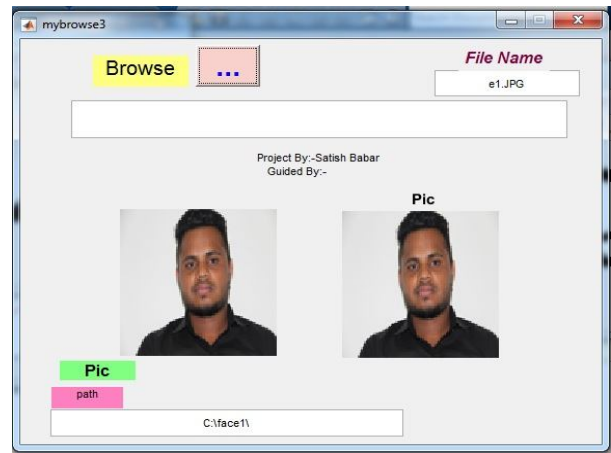 mybrowse3
Browse
...
File Name
e1.JPG
Project By:-Satish Babar
Guided By:-
Pic
Pic
path
C:\face1\